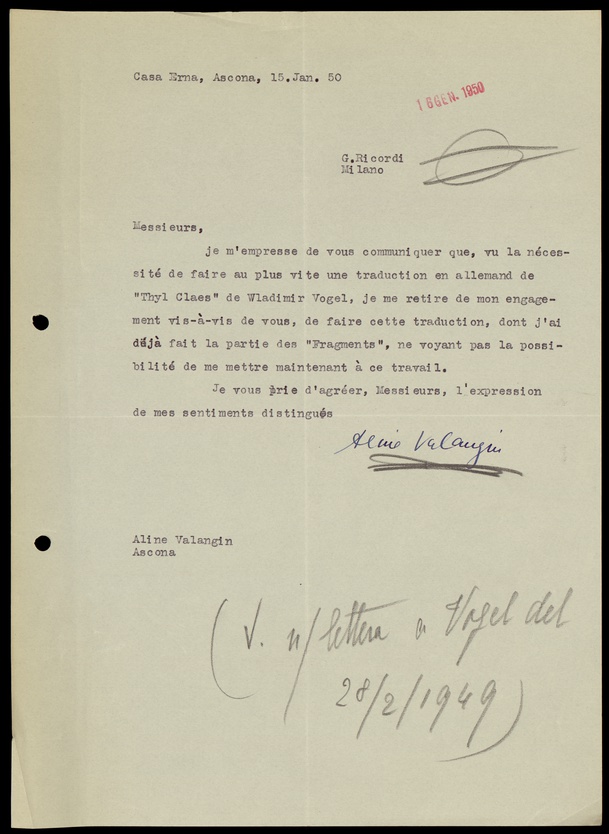 Casa Erna, Ascona, 15.Jan. 50
16 GEN. 1950
G.Ricordi
Milano
Messieurs,
je m'empresse de vous communiquer que, vu la néces-
sité de faire au plus vite une traduction en allemand de
"Thyl Claes" de Wladimir Vogel, je me retire de mon engage-
ment vis-à-vis de vous, de faire cette traduction, dont j'ai
déjà fait la partie des "Fragments", ne voyant pas la possi-
bilité de me mettre maintenant à ce travail.
Je vous prie d'agréer, Messieurs, l'expression
de mes sentiments distingués
Aline Valangin
Aline Valangin
Ascona
(V. n/ lettera a Vogel del
28/2/1949)